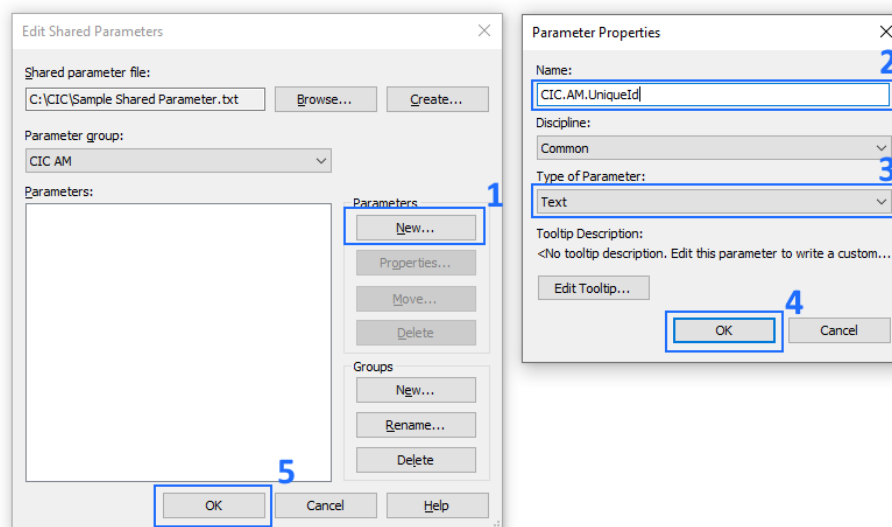 Edit Shared Parameters
Shared parameter file:
C:\CIC\Sample Shared Parameter.txt
Browse...
Create...
Parameter group:
CIC AM
Parameters:
Parameters
1
New...
Properties...
Move...
Delete
Groups
New...
Rename...
Delete
5
OK
Cancel
Help
Parameter Properties
2
Name:
CIC.AM.UniqueId
Discipline:
Common
3
Type of Parameter:
Text
Tooltip Description:
<No tooltip description. Edit this parameter to write a custom...
Edit Tooltip...
4
OK
Cancel